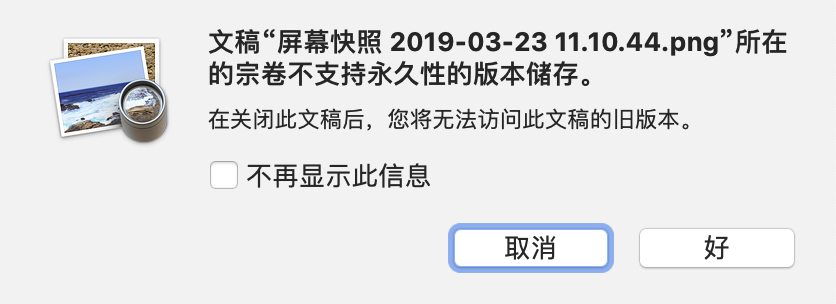 文稿“屏幕快照 2019-03-23 11.10.44.png”所在
的宗卷不支持永久性的版本储存。
在关闭此文稿后，您将无法访问此文稿的旧版本。
不再显示此信息
取消
好